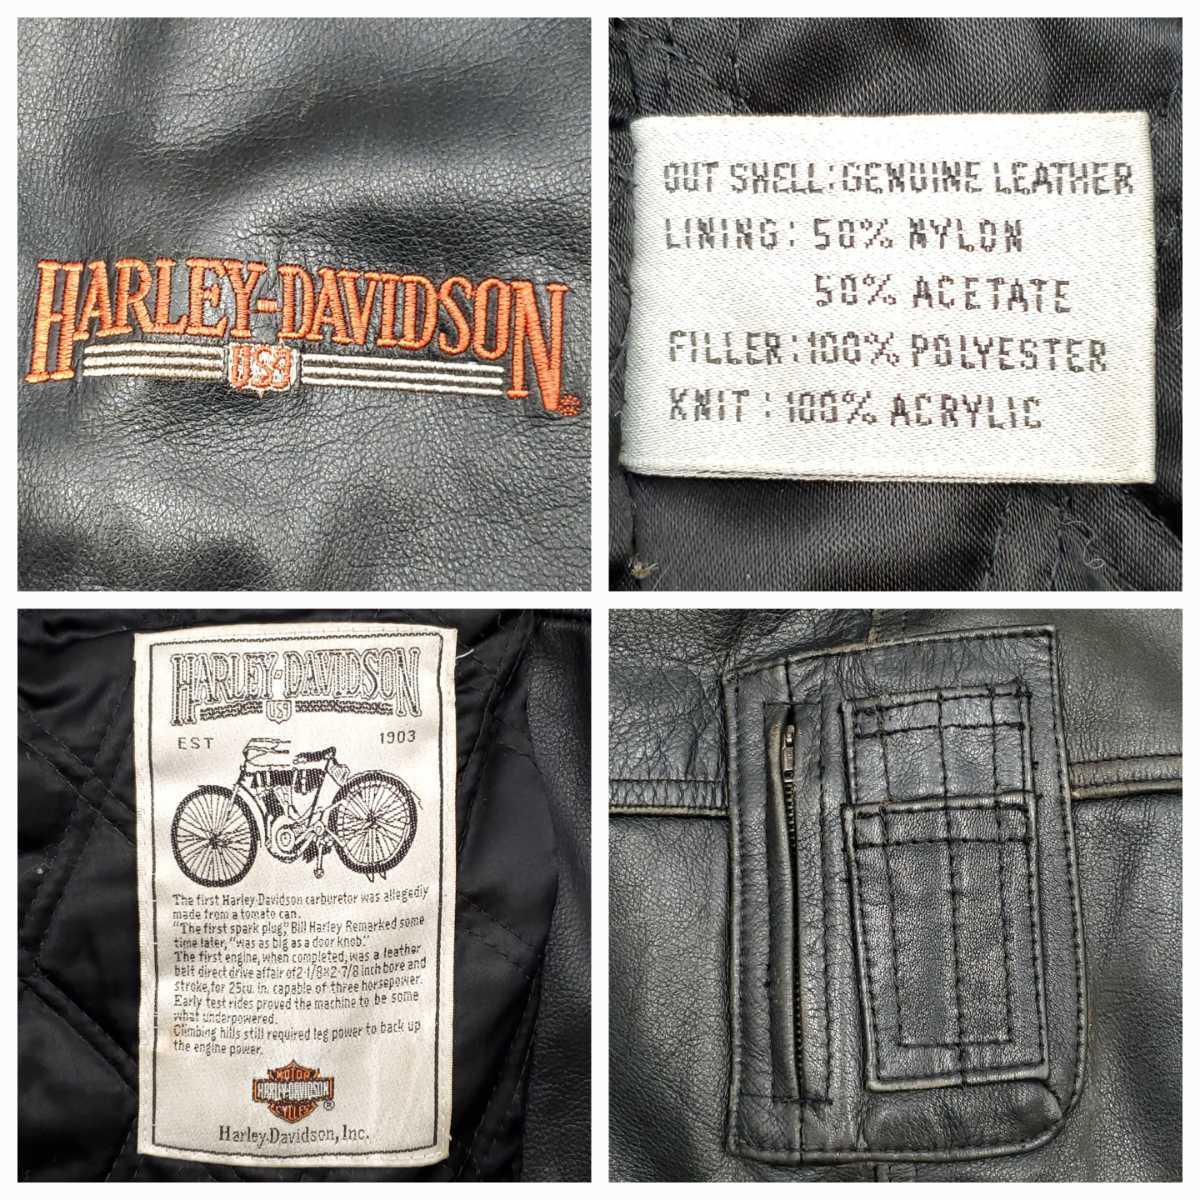 HARLEY-DAVIDSON
USA
OUT SHELL:GENUINE LEATHER
LINING: 50% NYLON
50% ACETATE
FILLER:100% POLYESTER
KNIT : 100% ACRYLIC
HARLEY-DAVIDSON
USA
EST 1903
The first Harley-Davidson carburetor was allegedly
made from a tomato can.
"The first spark plug," Bill Harley Remarked some
time later, "was as big as a door knob."
The first engine, when completed, was a leather
belt direct drive affair of 2-1/8x2-7/8 inch bore and
stroke, for 25cu. in. capable of three horsepower.
Early test rides proved the machine to be some
what underpowered.
Climbing hills still required leg power to back up
the engine power.
MOTOR
HARLEY-DAVIDSON
CYCLES
®
Harley-Davidson, Inc.